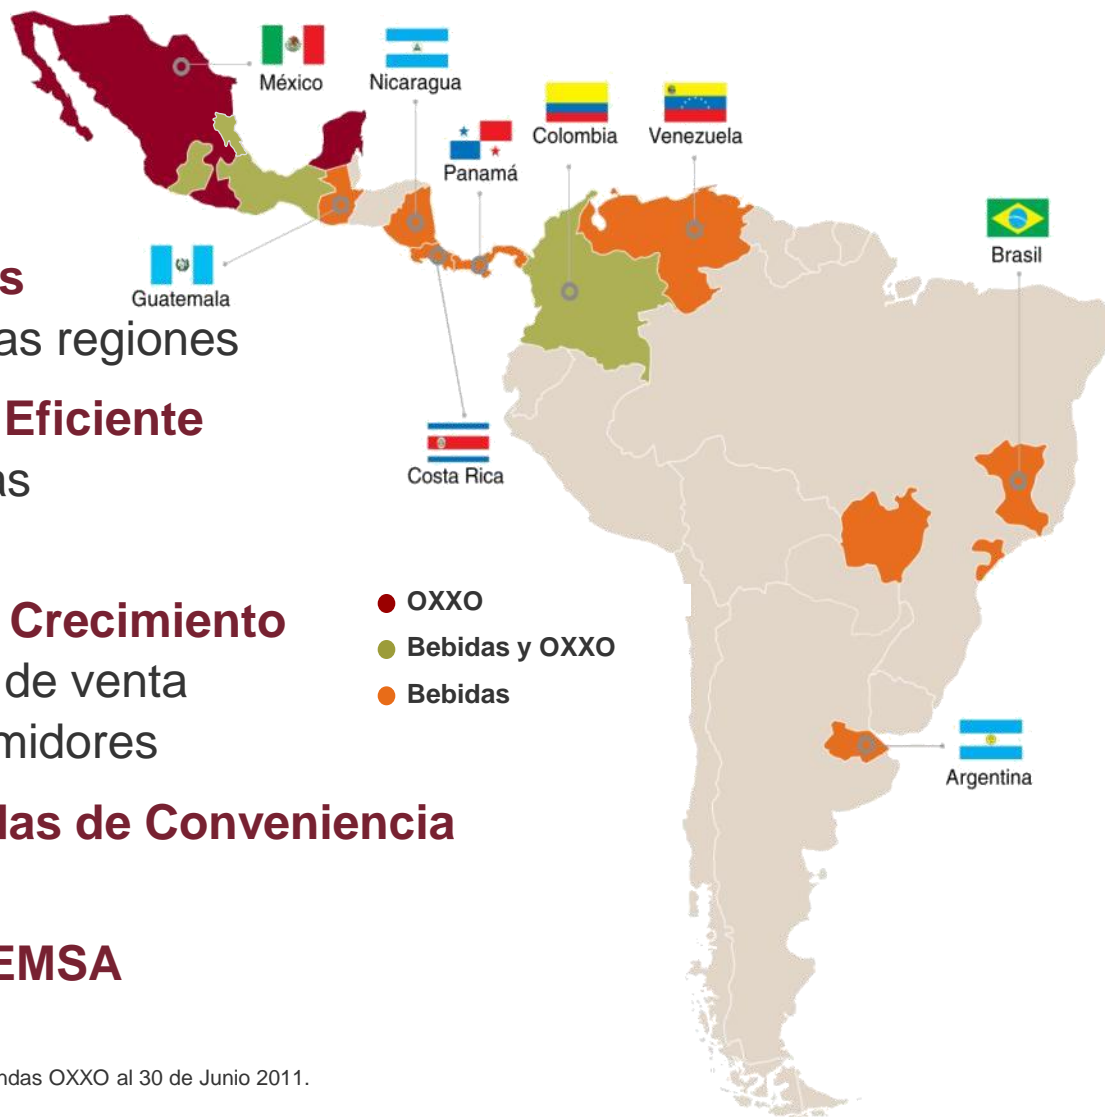 México
Nicaragua
Colombia
Venezuela
Panamá
Brasil
Guatemala
s
as regiones
Eficiente
as
Costa Rica
Crecimiento
de venta
midores
OXXO
Bebidas y OXXO
Bebidas
Argentina
das de Conveniencia
EMSA
ndas OXXO al 30 de Junio 2011.